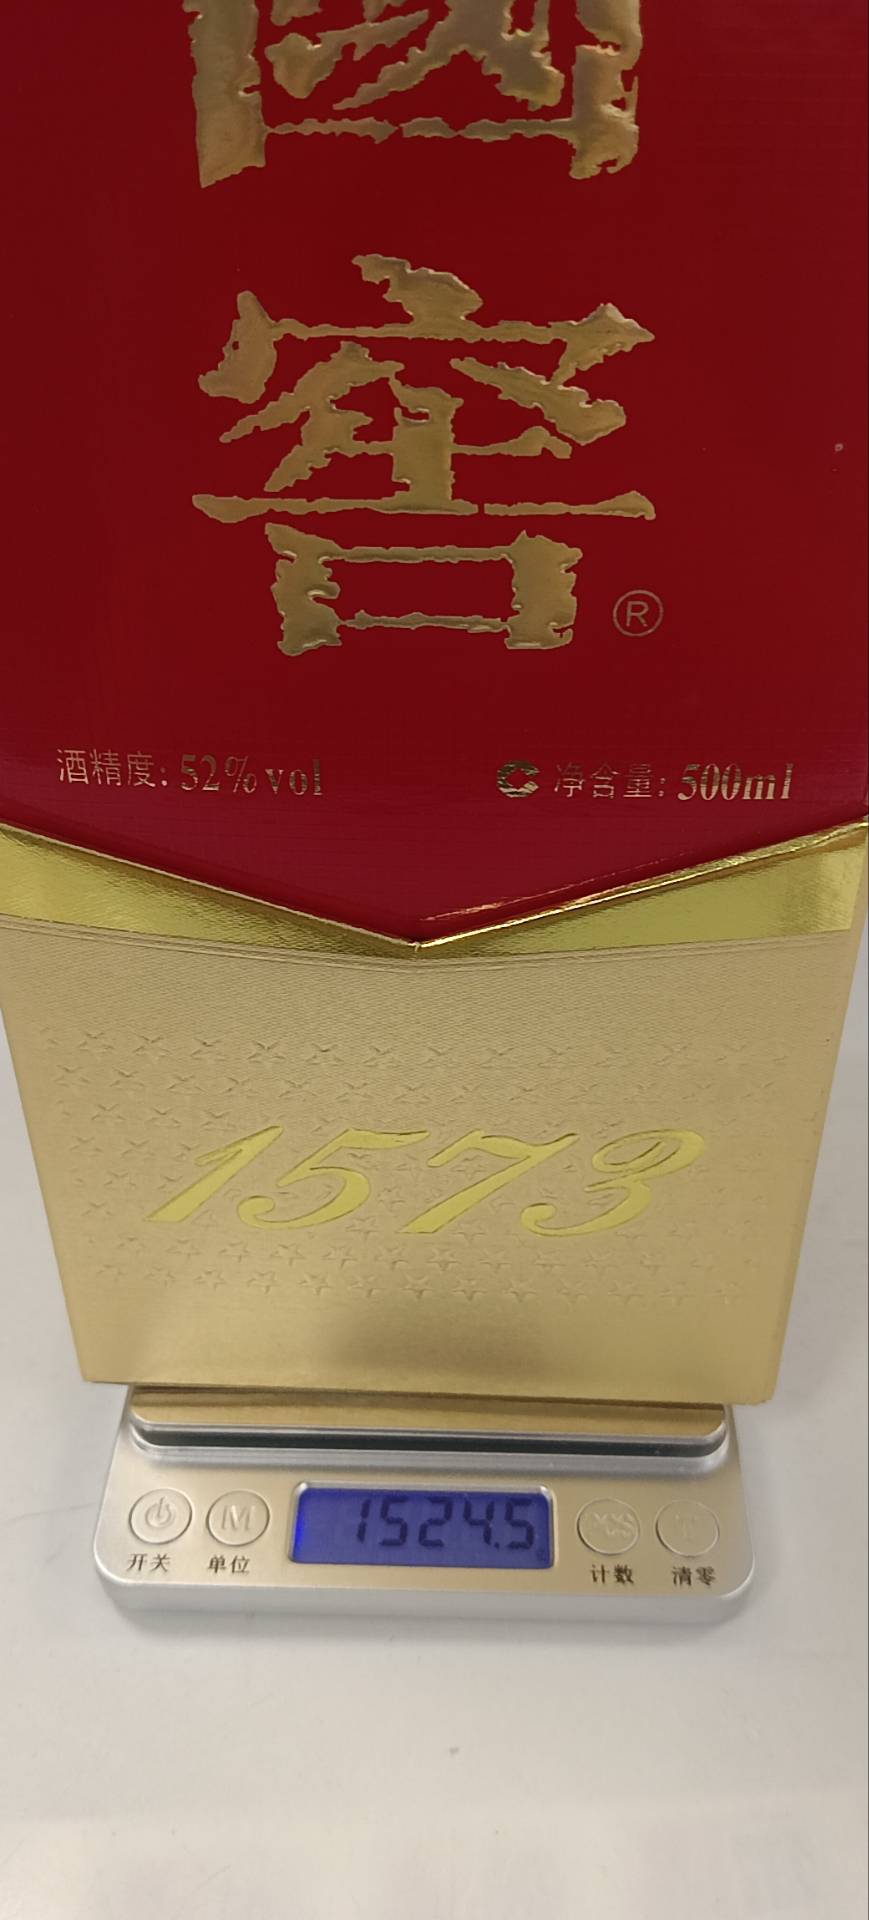 國
窖
®
酒精度: 52%vol
净含量: 500ml
1573
1524.5
M
开关 单位 计数 清零